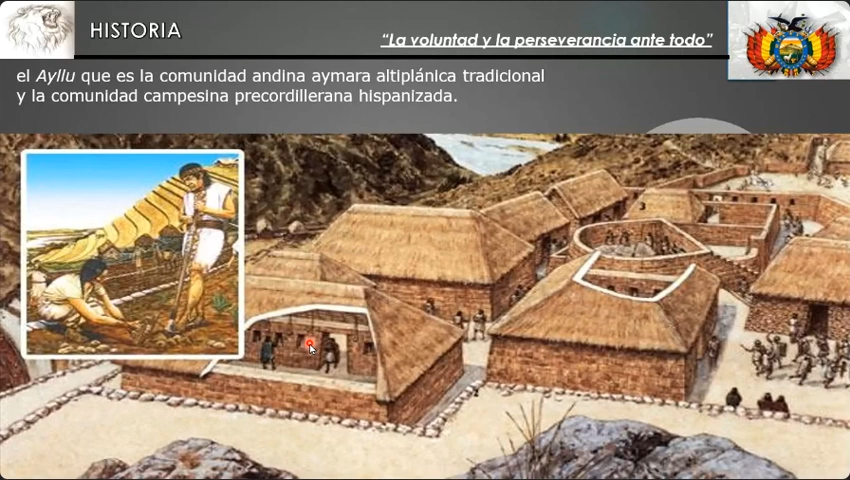 HISTORIA
“La voluntad y la perseverancia ante todo”
el Ayllu que es la comunidad andina aymara altiplánica tradicional
y la comunidad campesina precordillerana hispanizada.